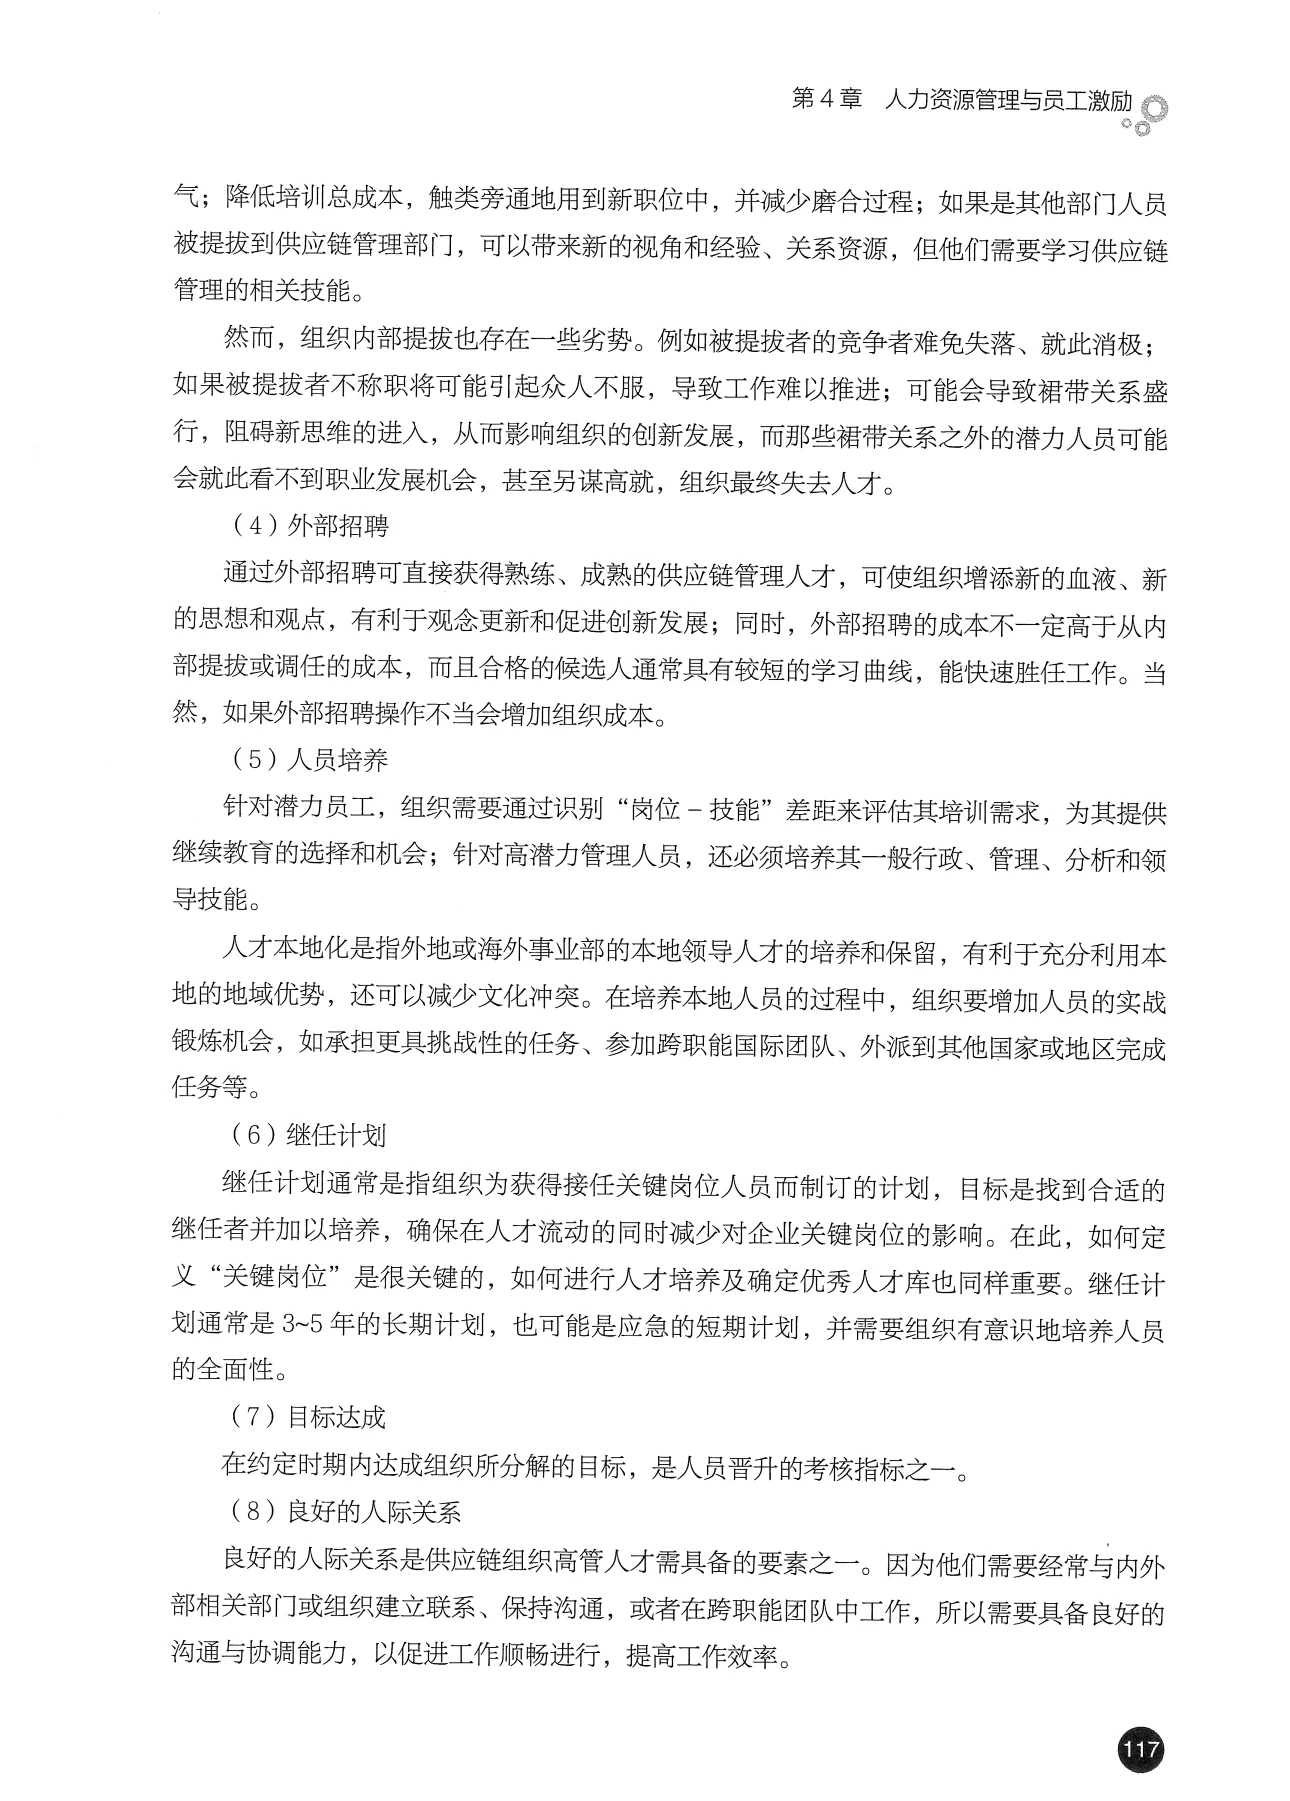 第 4 章　人力资源管理与员工激励
气；降低培训总成本，触类旁通地用到新职位中，并减少磨合过程；如果是其他部门人员
被提拔到供应链管理部门，可以带来新的视角和经验、关系资源，但他们需要学习供应链
管理的相关技能。
然而，组织内部提拔也存在一些劣势。例如被提拔者的竞争者难免失落、就此消极；
如果被提拔者不称职将可能引起众人不服，导致工作难以推进；可能会导致裙带关系盛
行，阻碍新思维的进入，从而影响组织的创新发展，而那些裙带关系之外的潜力人员可能
会就此看不到职业发展机会，甚至另谋高就，组织最终失去人才。
（4）外部招聘
通过外部招聘可直接获得熟练、成熟的供应链管理人才，可使组织增添新的血液、新
的思想和观点，有利于观念更新和促进创新发展；同时，外部招聘的成本不一定高于从内
部提拔或调任的成本，而且合格的候选人通常具有较短的学习曲线，能快速胜任工作。当
然，如果外部招聘操作不当会增加组织成本。
（5）人员培养
针对潜力员工，组织需要通过识别“岗位 – 技能”差距来评估其培训需求，为其提供
继续教育的选择和机会；针对高潜力管理人员，还必须培养其一般行政、管理、分析和领
导技能。
人才本地化是指外地或海外事业部的本地领导人才的培养和保留，有利于充分利用本
地的地域优势，还可以减少文化冲突。在培养本地人员的过程中，组织要增加人员的实战
锻炼机会，如承担更具挑战性的任务、参加跨职能国际团队、外派到其他国家或地区完成
任务等。
（6）继任计划
继任计划通常是指组织为获得接任关键岗位人员而制订的计划，目标是找到合适的
继任者并加以培养，确保在人才流动的同时减少对企业关键岗位的影响。在此，如何定
义“关键岗位”是很关键的，如何进行人才培养及确定优秀人才库也同样重要。继任计
划通常是 3~5 年的长期计划，也可能是应急的短期计划，并需要组织有意识地培养人员
的全面性。
（7）目标达成
在约定时期内达成组织所分解的目标，是人员晋升的考核指标之一。
（8）良好的人际关系
良好的人际关系是供应链组织高管人才需具备的要素之一。因为他们需要经常与内外
部相关部门或组织建立联系、保持沟通，或者在跨职能团队中工作，所以需要具备良好的
沟通与协调能力，以促进工作顺畅进行，提高工作效率。
117